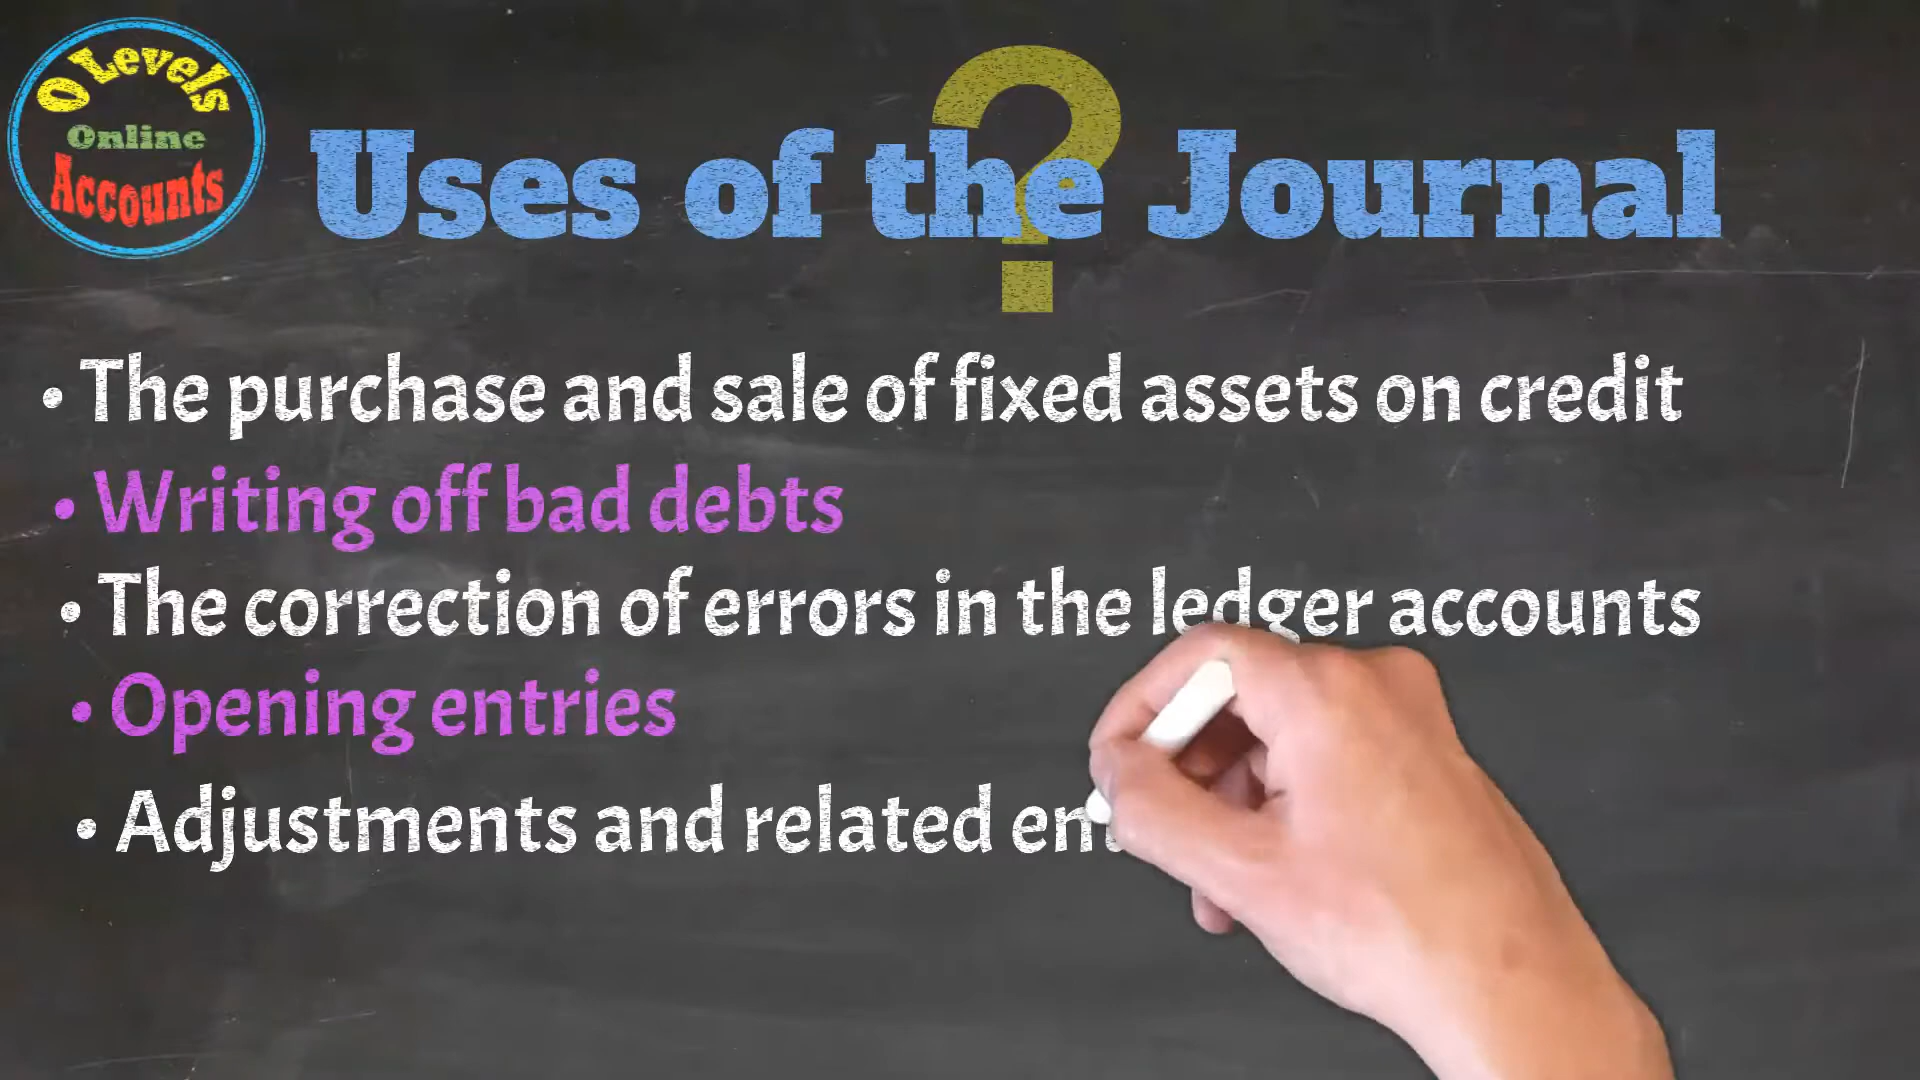 O Levels
Online
Accounts
?
Uses of the Journal
• The purchase and sale of fixed assets on credit
• Writing off bad debts
• The correction of errors in the ledger accounts
• Opening entries
• Adjustments and related